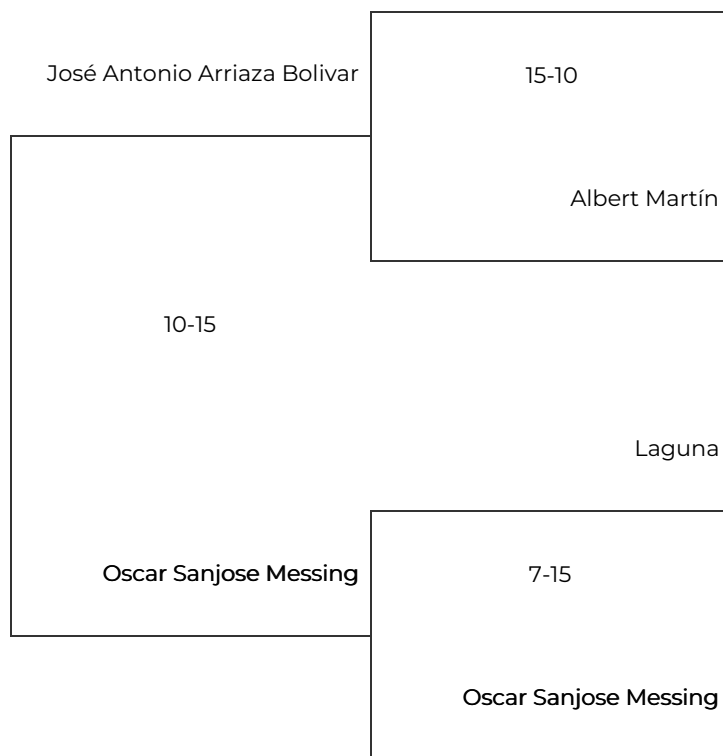 José Antonio Arriaza Bolivar
15-10
Albert Martín
10-15
Laguna
Oscar Sanjose Messing
7-15
Oscar Sanjose Messing